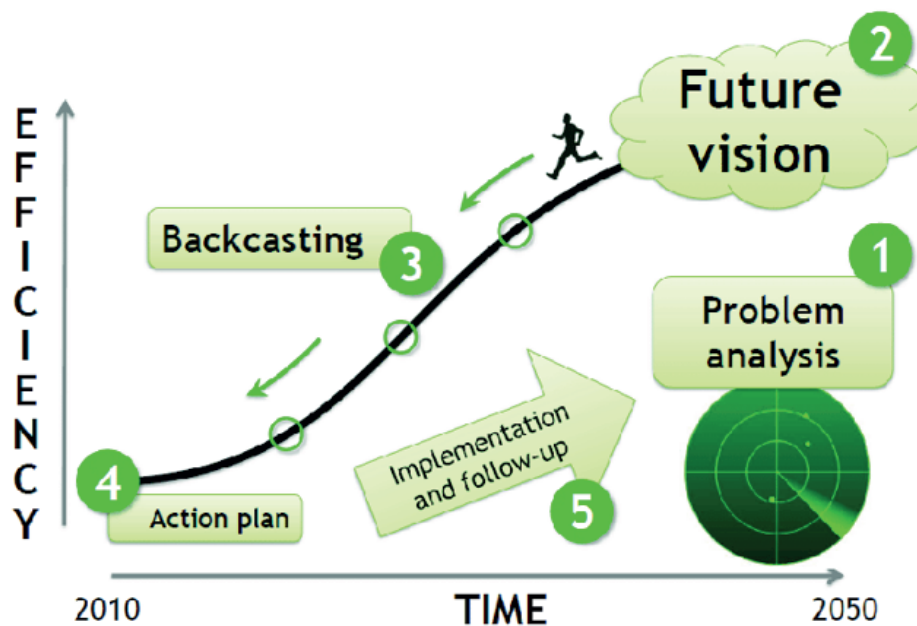 2
Future
vision
EFFICIENCY
Backcasting
3
1
Problem
analysis
Implementation
and follow-up
5
4
Action plan
2010
TIME
2050